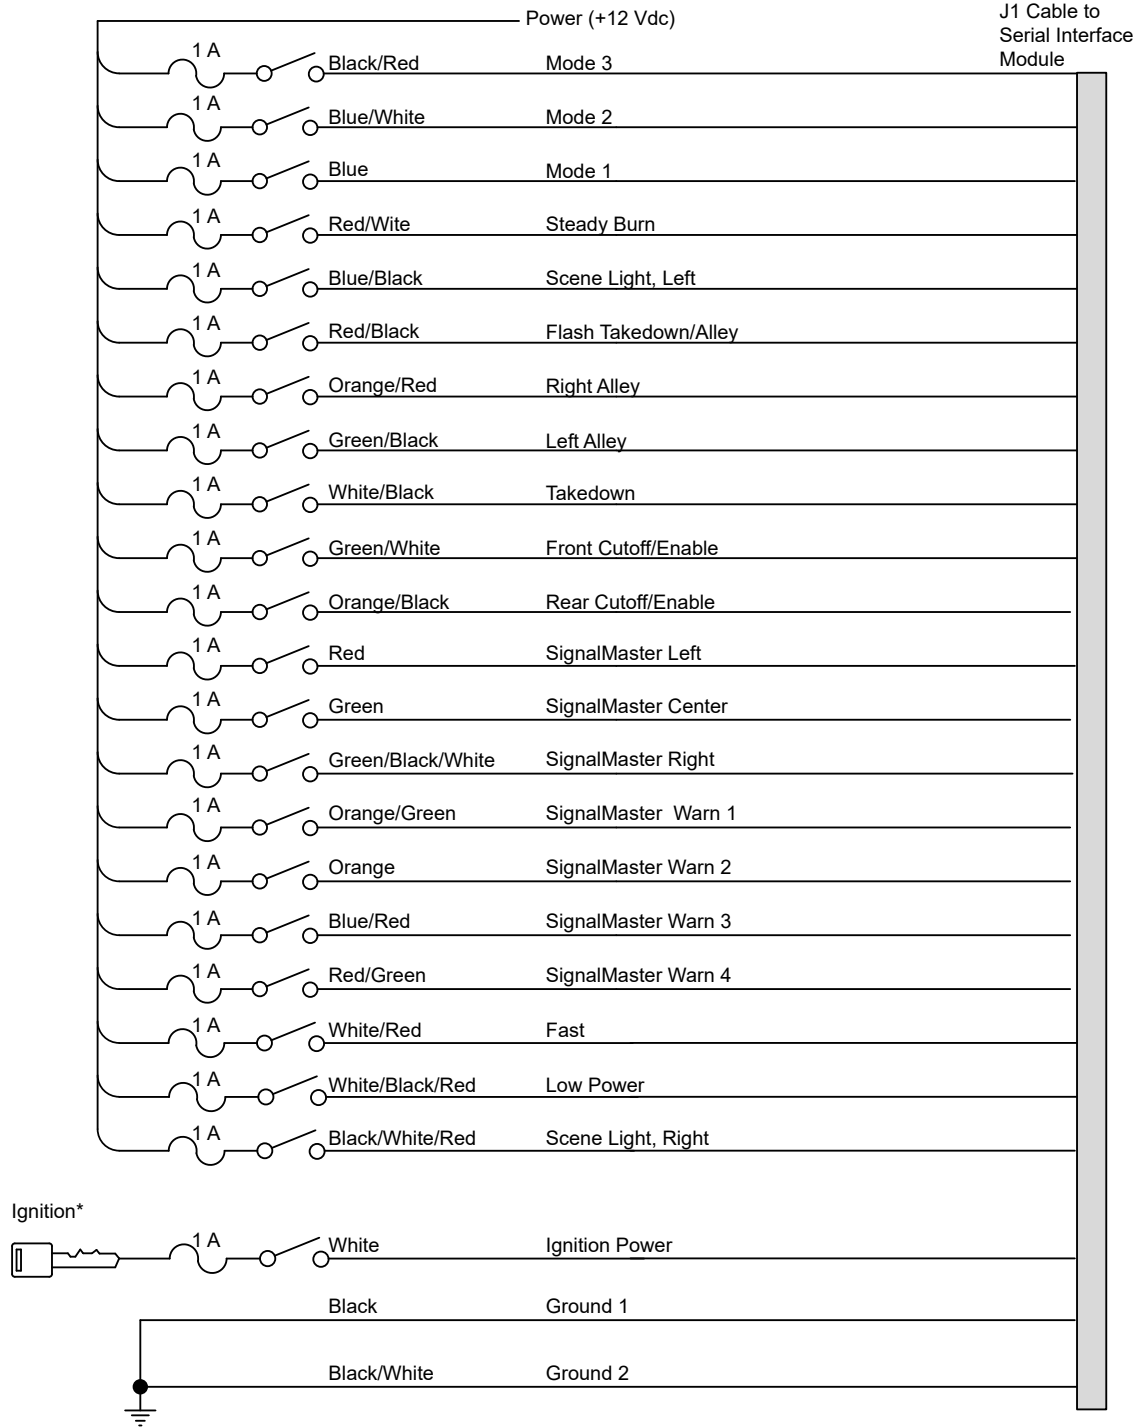 Power (+12 Vdc)
J1 Cable to
Serial Interface
Module
1 A Black/Red Mode 3
1 A Blue/White Mode 2
1 A Blue Mode 1
1 A Red/Wite Steady Burn
1 A Blue/Black Scene Light, Left
1 A Red/Black Flash Takedown/Alley
1 A Orange/Red Right Alley
1 A Green/Black Left Alley
1 A White/Black Takedown
1 A Green/White Front Cutoff/Enable
1 A Orange/Black Rear Cutoff/Enable
1 A Red SignalMaster Left
1 A Green SignalMaster Center
1 A Green/Black/White SignalMaster Right
1 A Orange/Green SignalMaster Warn 1
1 A Orange SignalMaster Warn 2
1 A Blue/Red SignalMaster Warn 3
1 A Red/Green SignalMaster Warn 4
1 A White/Red Fast
1 A White/Black/Red Low Power
1 A Black/White/Red Scene Light, Right
Ignition*
1 A White Ignition Power
Black Ground 1
Black/White Ground 2